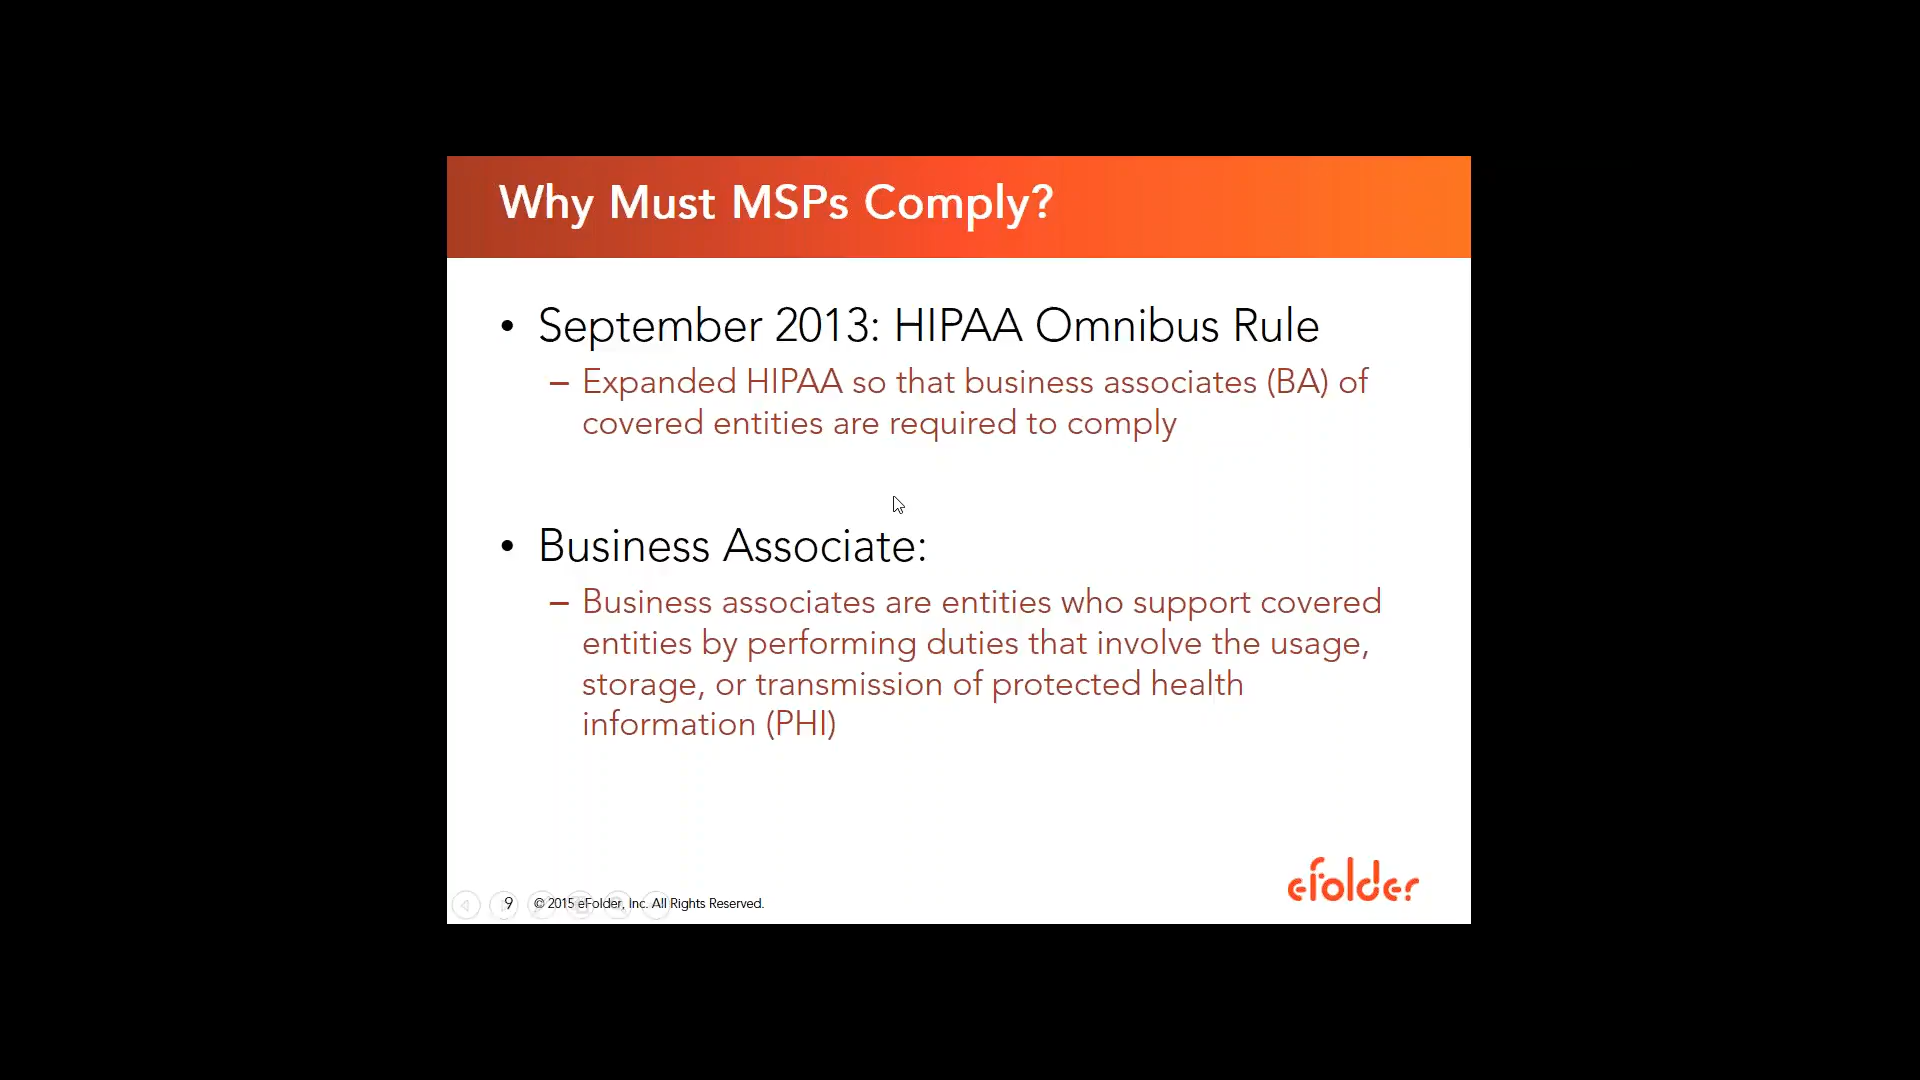 Why Must MSPs Comply?
• September 2013: HIPAA Omnibus Rule
– Expanded HIPAA so that business associates (BA) of
covered entities are required to comply
• Business Associate:
– Business associates are entities who support covered
entities by performing duties that involve the usage,
storage, or transmission of protected health
information (PHI)
efolder
9 © 2015 eFolder, Inc. All Rights Reserved.